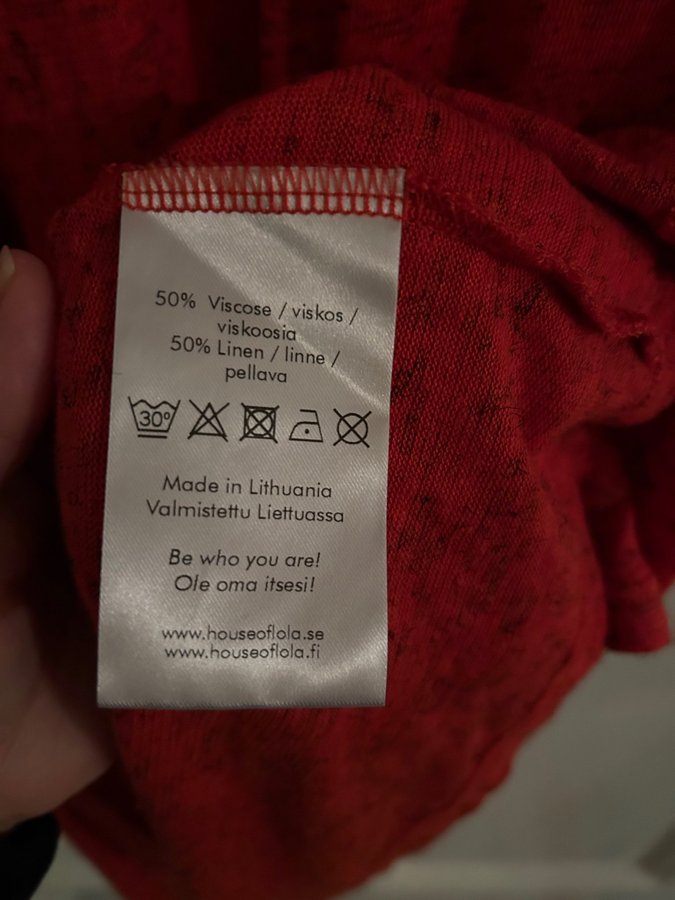 50% Viscose / viskos /
viskoosia
50% Linen / linne /
pellava
30°
Made in Lithuania
Valmistettu Liettuassa
Be who you are!
Ole oma itsesi!
www.houseoflola.se
www.houseoflola.fi